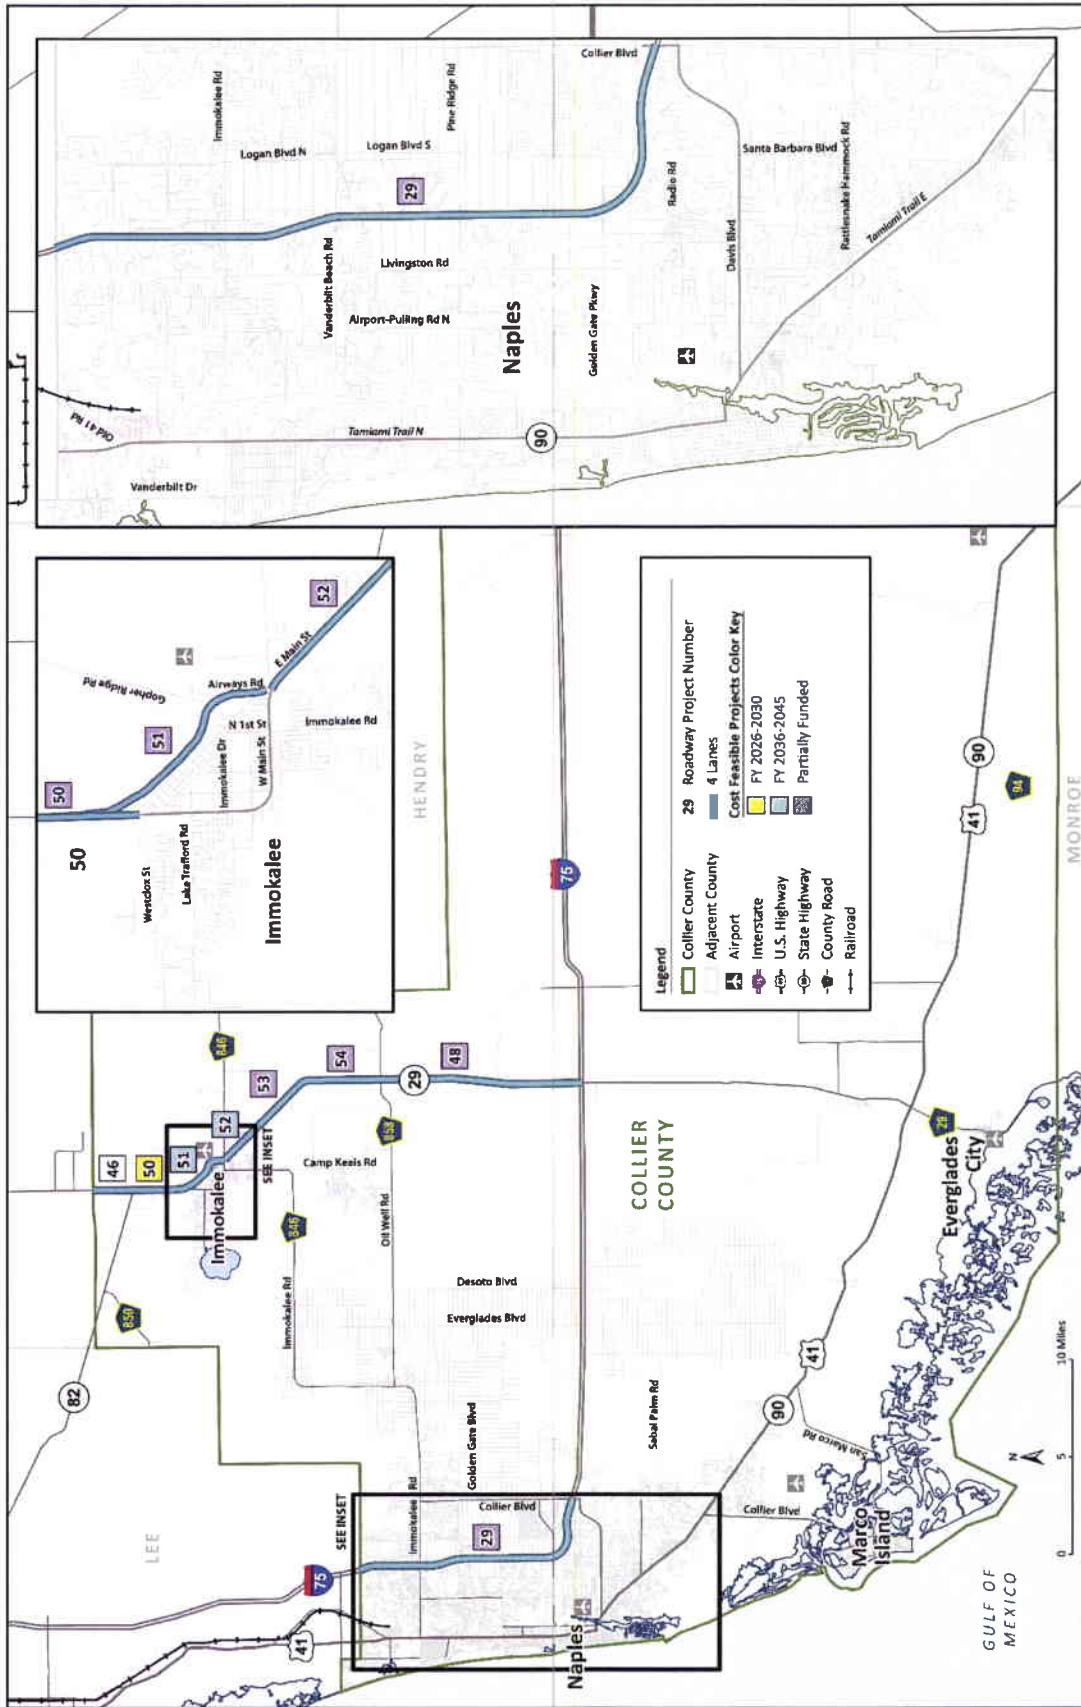 Immokalee Rd
Logan Blvd N
Logan Blvd S
Pine Ridge Rd
Collier Blvd
29
Vanderbilt Beach Rd
Livingston Rd
Airport-Pulling Rd N
Naples
Golden Gate Pkwy
Radio Rd
Davis Blvd
Santa Barbara Blvd
Rattlesnake Hammock Rd
Tamiami Trail E
Old 41 Rd
Tamiami Trail N
90
Vanderbilt Dr
50
51
52
50
Gopher Ridge Rd
Airways Rd
E Main St
N 1st St
Immokalee Dr
W Main St
Immokalee Rd
Westclox St
Lake Trafford Rd
Immokalee
HENDRY
Legend
Collier County
Adjacent County
Airport
Interstate
U.S. Highway
State Highway
County Road
Railroad
29 Roadway Project Number
4 Lanes
Cost Feasible Projects Color Key
FY 2026-2030
FY 2036-2045
Partially Funded
75
90
41
94
MONROE
46
50
51
52
53
54
48
846
29
858
SEE INSET
Immokalee
Camp Keais Rd
846
Oil Well Rd
Immokalee Rd
850
82
Desoto Blvd
Everglades Blvd
COLLIER
COUNTY
29
Everglades
City
LEE
SEE INSET
75
41
Immokalee Rd
Golden Gate Blvd
Collier Blvd
29
Sabal Palm Rd
90
41
San Marco Rd
Collier Blvd
Naples
Marco
Island
GULF OF
MEXICO
N
0 5 10 Miles